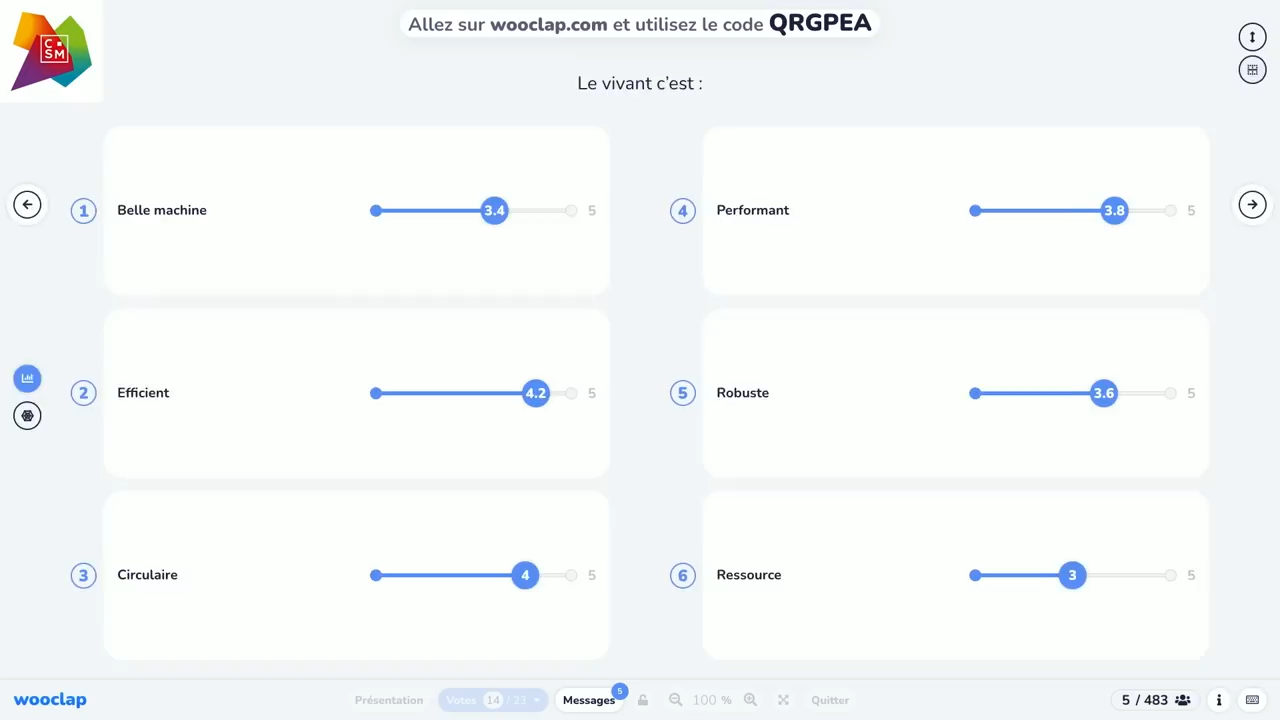 Allez sur wooclap.com et utilisez le code QRGPEA
C
SM
Le vivant c’est :
1 Belle machine 3.4 5
4 Performant 3.8 5
2 Efficient 4.2 5
5 Robuste 3.6 5
3 Circulaire 4 5
6 Ressource 3 5
wooclap Présentation Votes 14 / 23 Messages 5 100 % Quitter 5 / 483